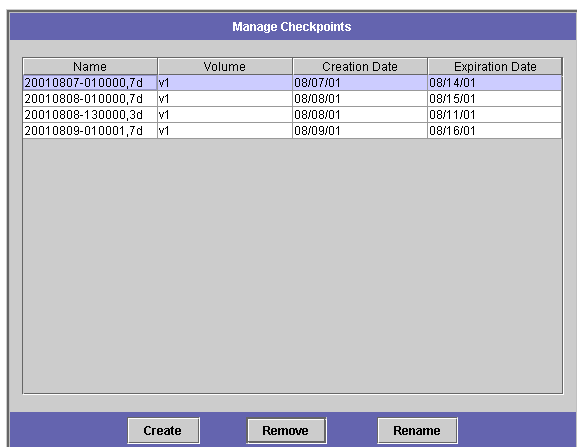 Manage Checkpoints
Name Volume Creation Date Expiration Date
20010807-010000,7d v1 08/07/01 08/14/01
20010808-010000,7d v1 08/08/01 08/15/01
20010808-130000,3d v1 08/08/01 08/11/01
20010809-010001,7d v1 08/09/01 08/16/01
Create Remove Rename